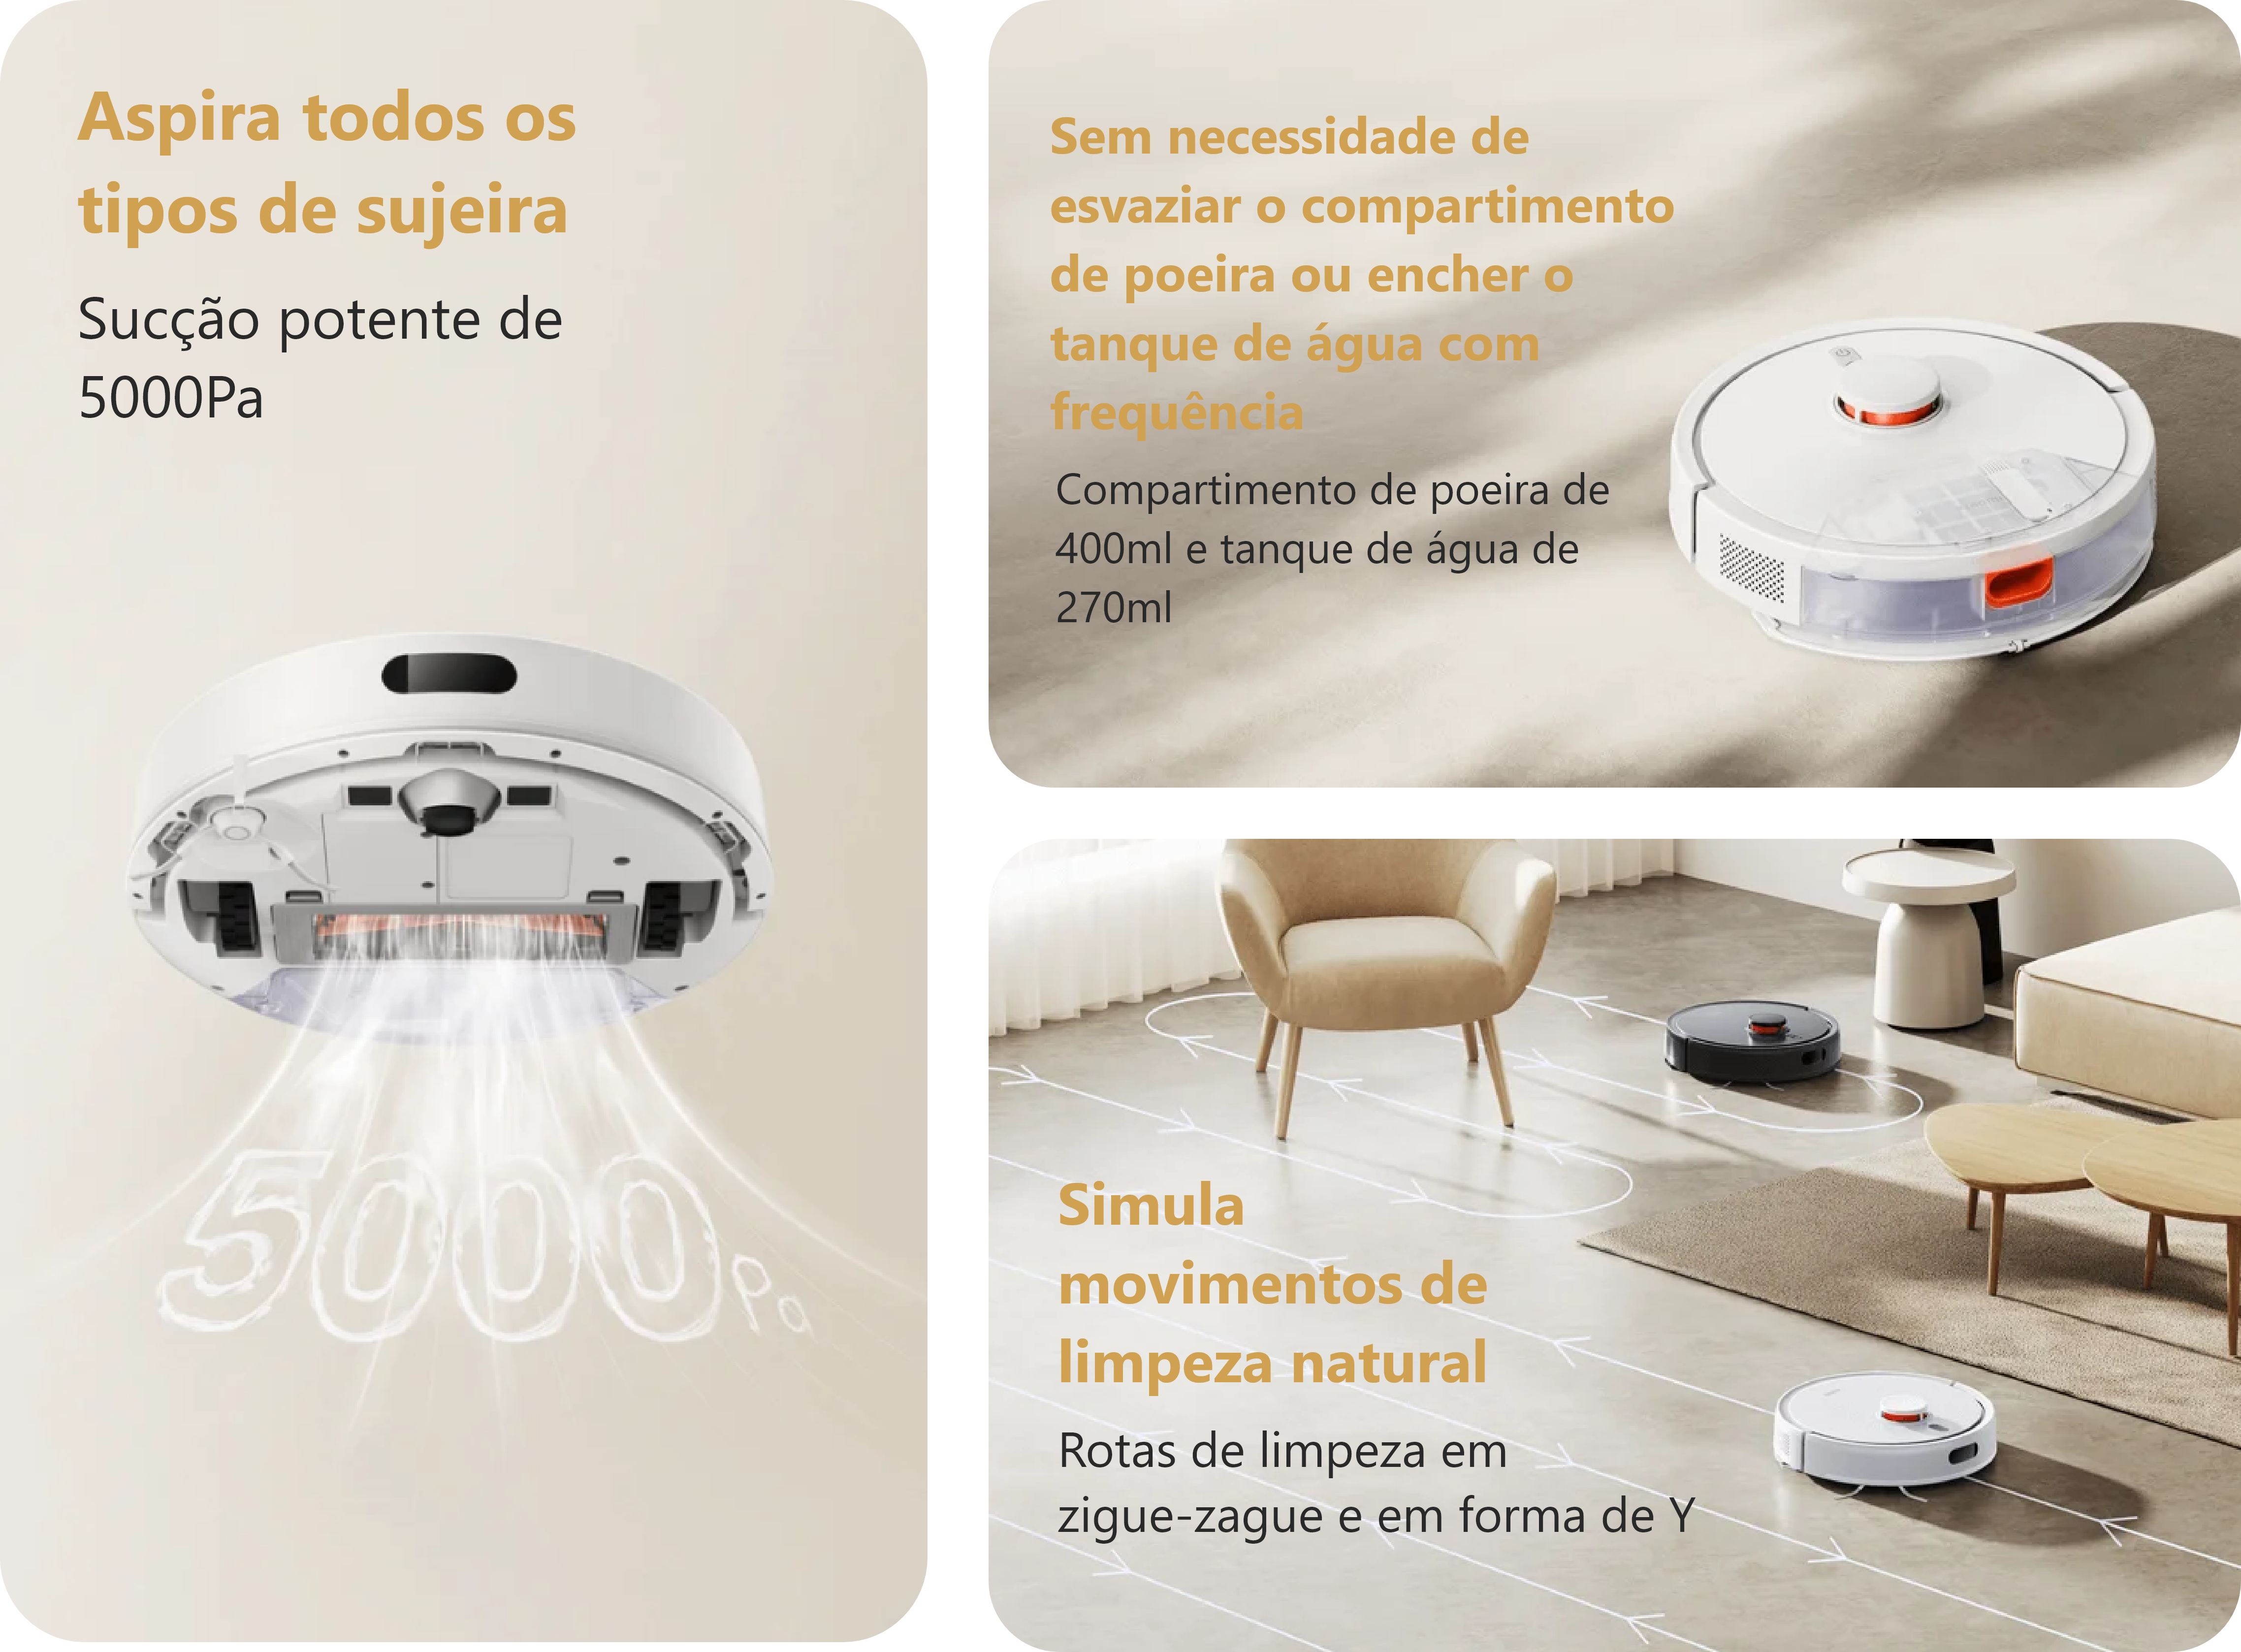 Aspira todos os
tipos de sujeira
Sucção potente de
5000Pa
5000Pa
Sem necessidade de
esvaziar o compartimento
de poeira ou encher o
tanque de água com
frequência
Compartimento de poeira de
400ml e tanque de água de
270ml
Simula
movimentos de
limpeza natural
Rotas de limpeza em
zigue-zague e em forma de Y